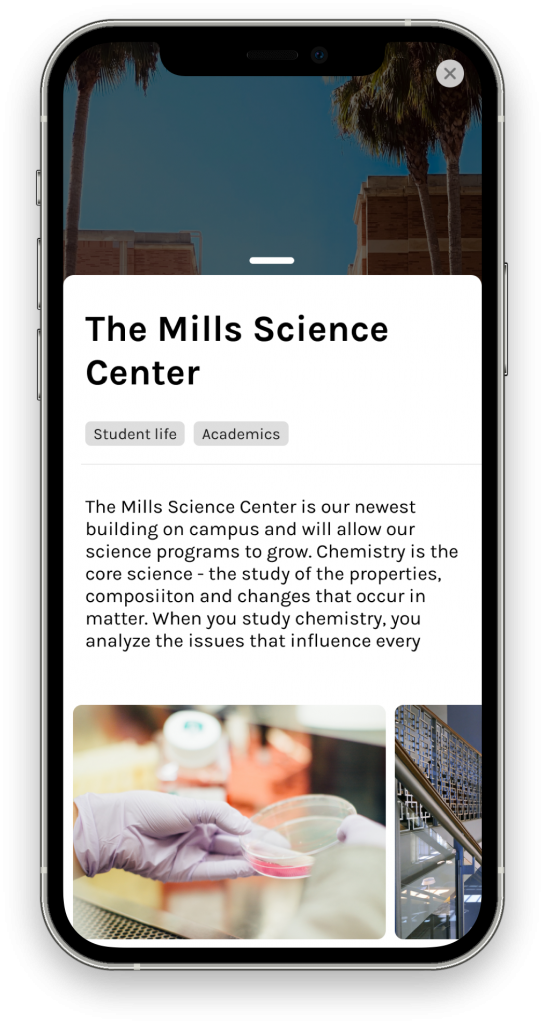 The Mills Science
Center
Student life
Academics
The Mills Science Center is our newest
building on campus and will allow our
science programs to grow. Chemistry is the
core science - the study of the properties,
composiiton and changes that occur in
matter. When you study chemistry, you
analyze the issues that influence every